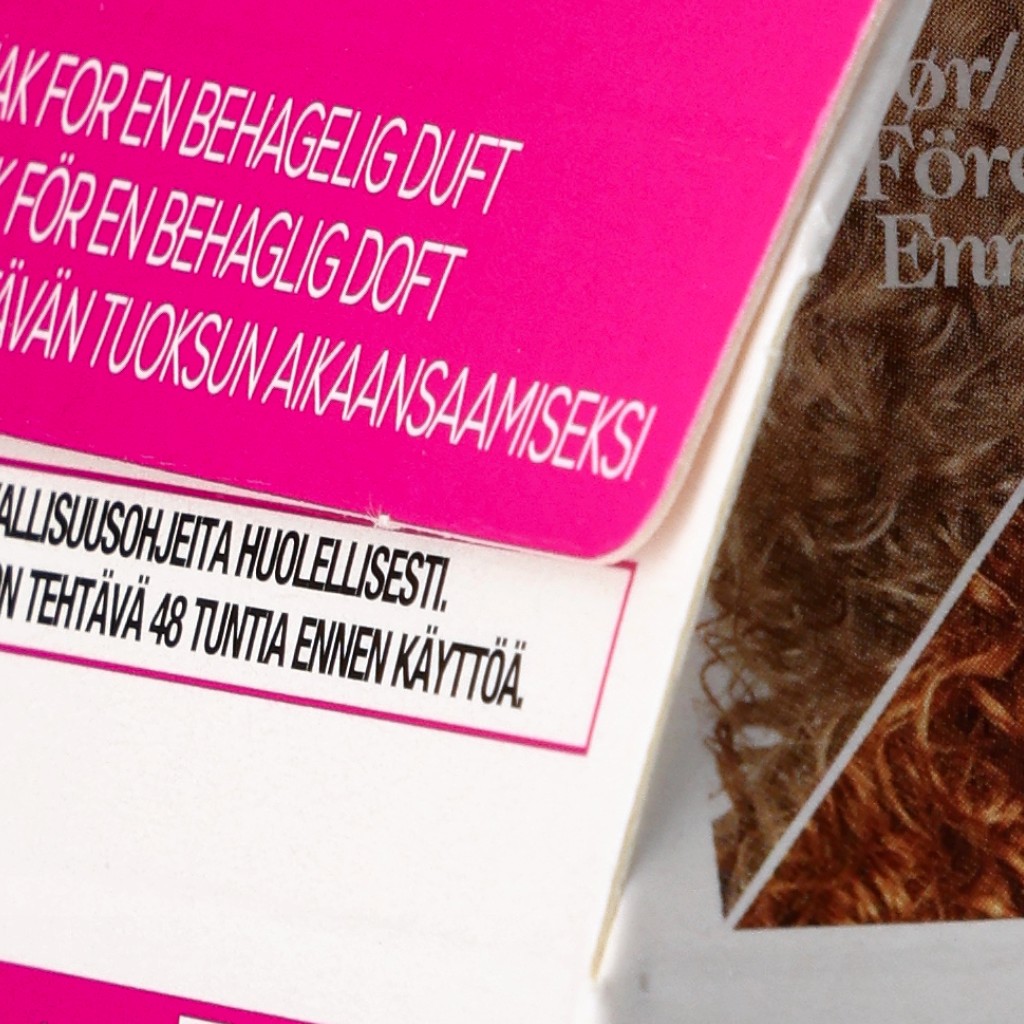 AK FOR EN BEHAGELIG DUFT
K FÖR EN BEHAGLIG DOFT
ÄVÄN TUOKSUN AIKAANSAAMISEKSI
ALLISUUSOHJEITA HUOLELLISESTI.
ON TEHTÄVÄ 48 TUNTIA ENNEN KÄYTTÖÄ.
ør/
Före
Enn